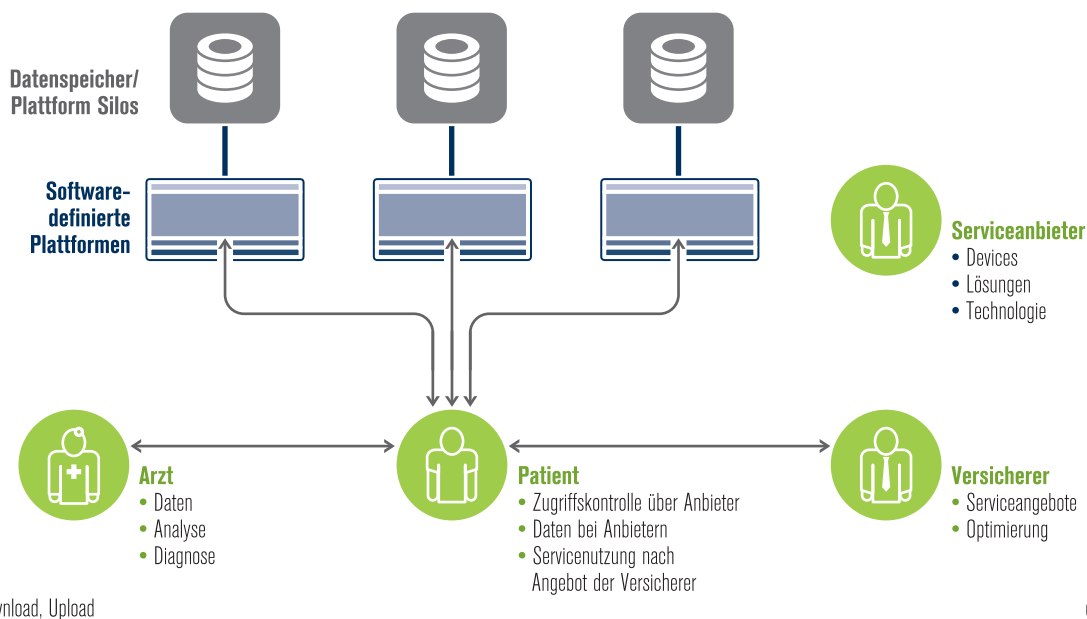 Datenspeicher/
Plattform Silos
Software-
definierte
Plattformen
Serviceanbieter
• Devices
• Lösungen
• Technologie
Arzt
• Daten
• Analyse
• Diagnose
Patient
• Zugriffskontrolle über Anbieter
• Daten bei Anbietern
• Servicenutzung nach
Angebot der Versicherer
Versicherer
• Serviceangebote
• Optimierung
Upload